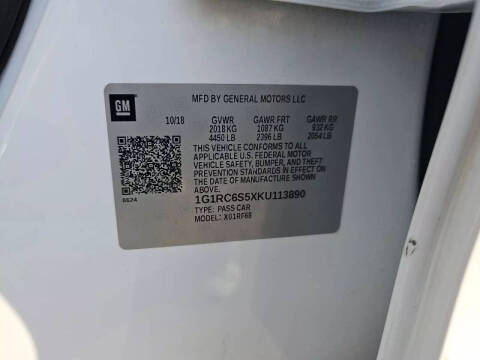 GM
MFD BY GENERAL MOTORS LLC
10/18 GVWR GAWR FRT GAWR RR
2018 KG 1087 KG 932 KG
4450 LB 2396 LB 2054 LB
THIS VEHICLE CONFORMS TO ALL
APPLICABLE U.S. FEDERAL MOTOR
VEHICLE SAFETY, BUMPER, AND THEFT
PREVENTION STANDARDS IN EFFECT ON
THE DATE OF MANUFACTURE SHOWN
ABOVE.
1G1RC6S5XKU113890
TYPE: PASS CAR
MODEL: X01RF68